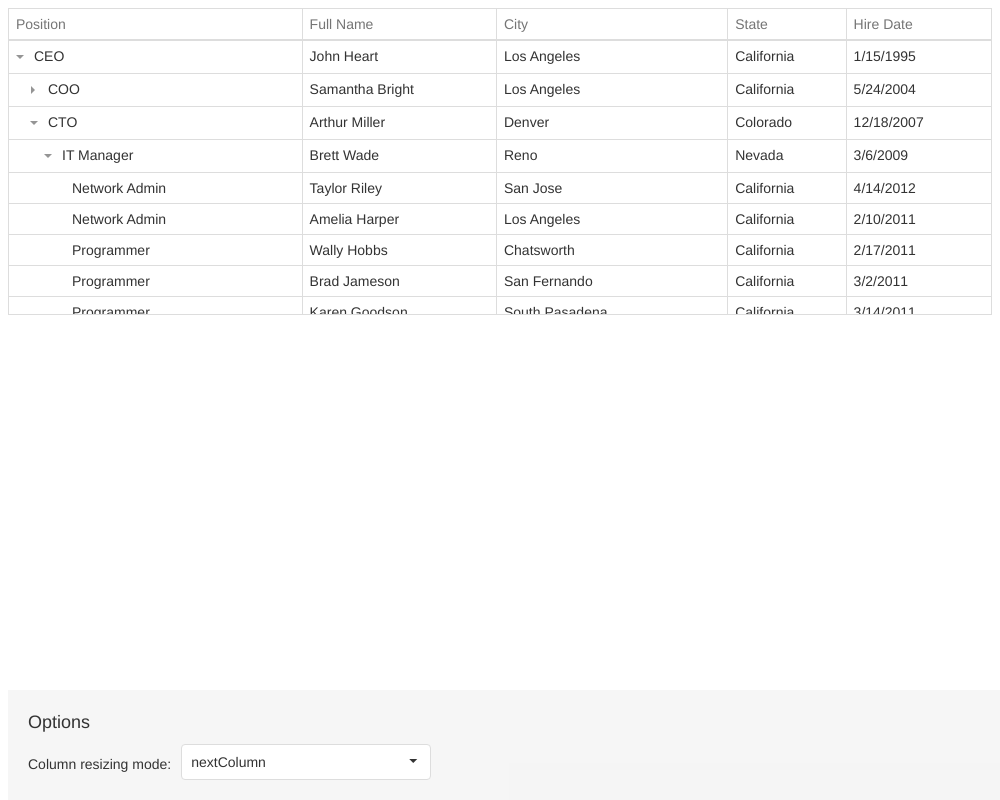 Position Full Name City State Hire Date
CEO John Heart Los Angeles California 1/15/1995
COO Samantha Bright Los Angeles California 5/24/2004
CTO Arthur Miller Denver Colorado 12/18/2007
IT Manager Brett Wade Reno Nevada 3/6/2009
Network Admin Taylor Riley San Jose California 4/14/2012
Network Admin Amelia Harper Los Angeles California 2/10/2011
Programmer Wally Hobbs Chatsworth California 2/17/2011
Programmer Brad Jameson San Fernando California 3/2/2011
Programmer Karen Goodson South Pasadena California 3/14/2011
Options
Column resizing mode: nextColumn